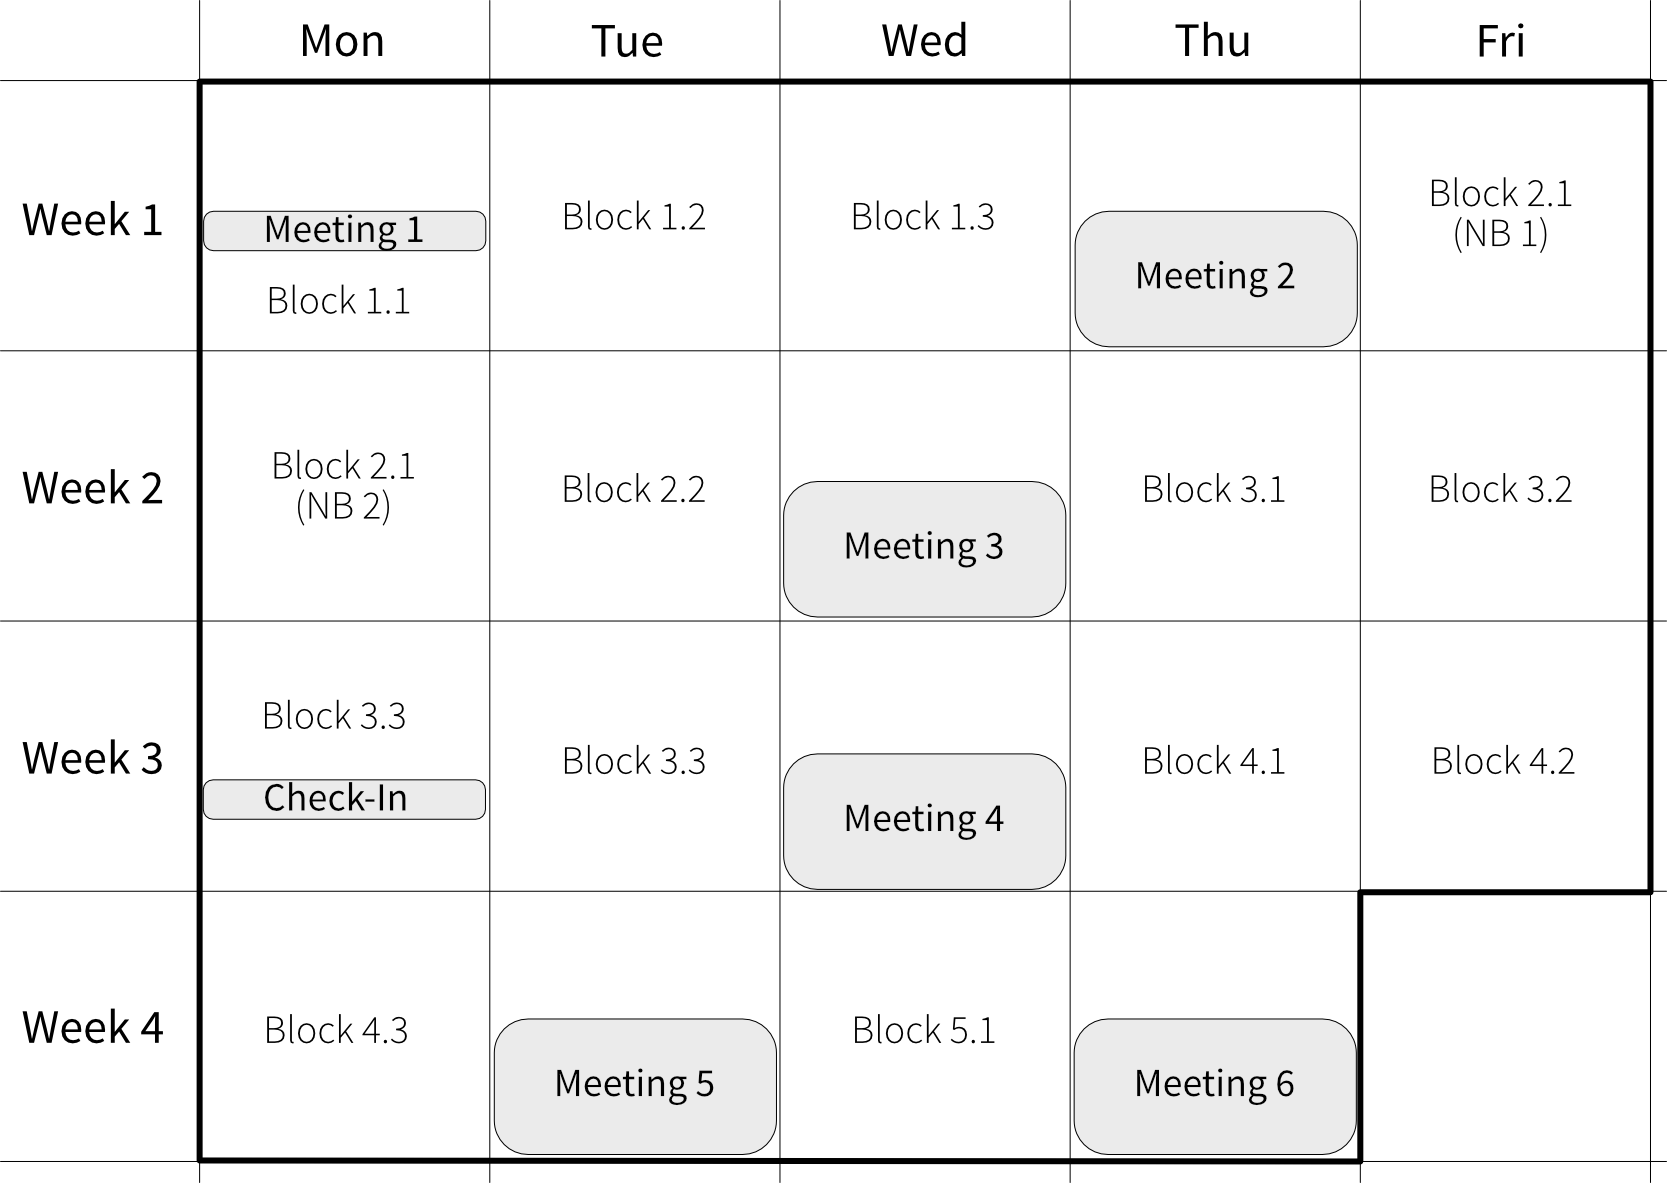 Mon Tue Wed Thu Fri
Week 1
Meeting 1
Block 1.1
Block 1.2
Block 1.3
Meeting 2
Block 2.1
(NB 1)
Week 2
Block 2.1
(NB 2)
Block 2.2
Meeting 3
Block 3.1
Block 3.2
Week 3
Block 3.3
Check-In
Block 3.3
Meeting 4
Block 4.1
Block 4.2
Week 4
Block 4.3
Meeting 5
Block 5.1
Meeting 6